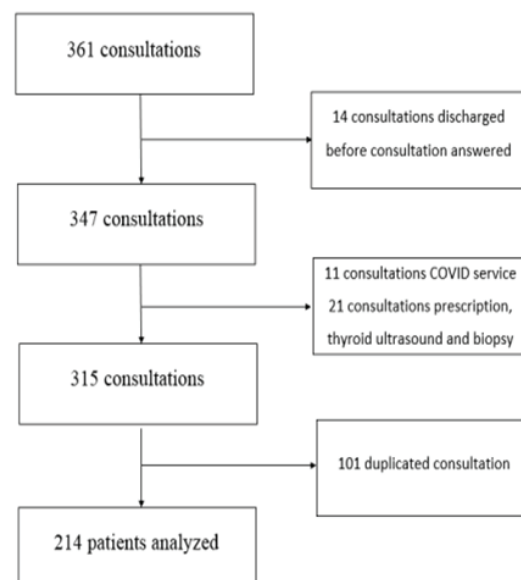 361 consultations
14 consultations discharged
before consultation answered
347 consultations
11 consultations COVID service
21 consultations prescription,
thyroid ultrasound and biopsy
315 consultations
101 duplicated consultation
214 patients analyzed